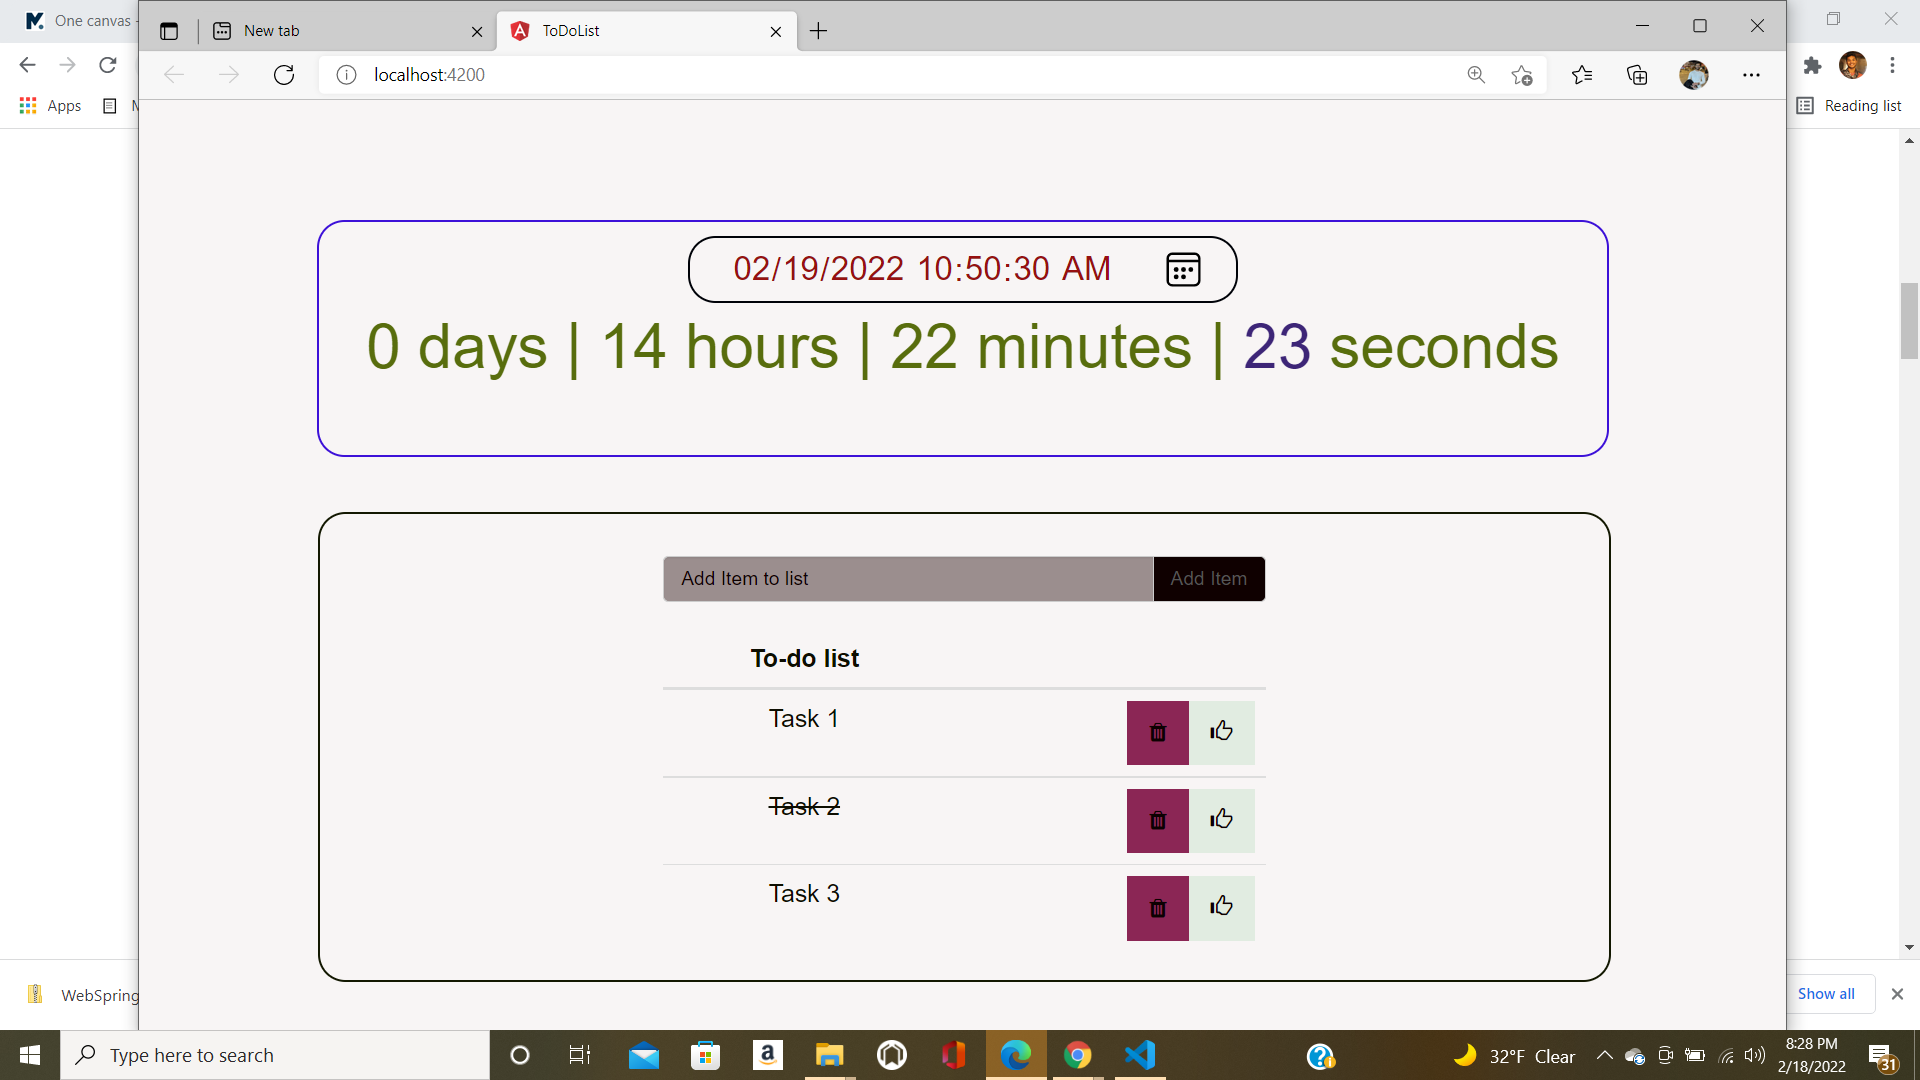 One canvas -
New tab
ToDoList
localhost:4200
Apps
M
Reading list
02/19/2022 10:50:30 AM
0 days | 14 hours | 22 minutes | 23 seconds
Add Item to list
Add Item
To-do list
Task 1
Task 2
Task 3
WebSpring
Show all
Type here to search
a
32°F Clear
8:28 PM
2/18/2022
31